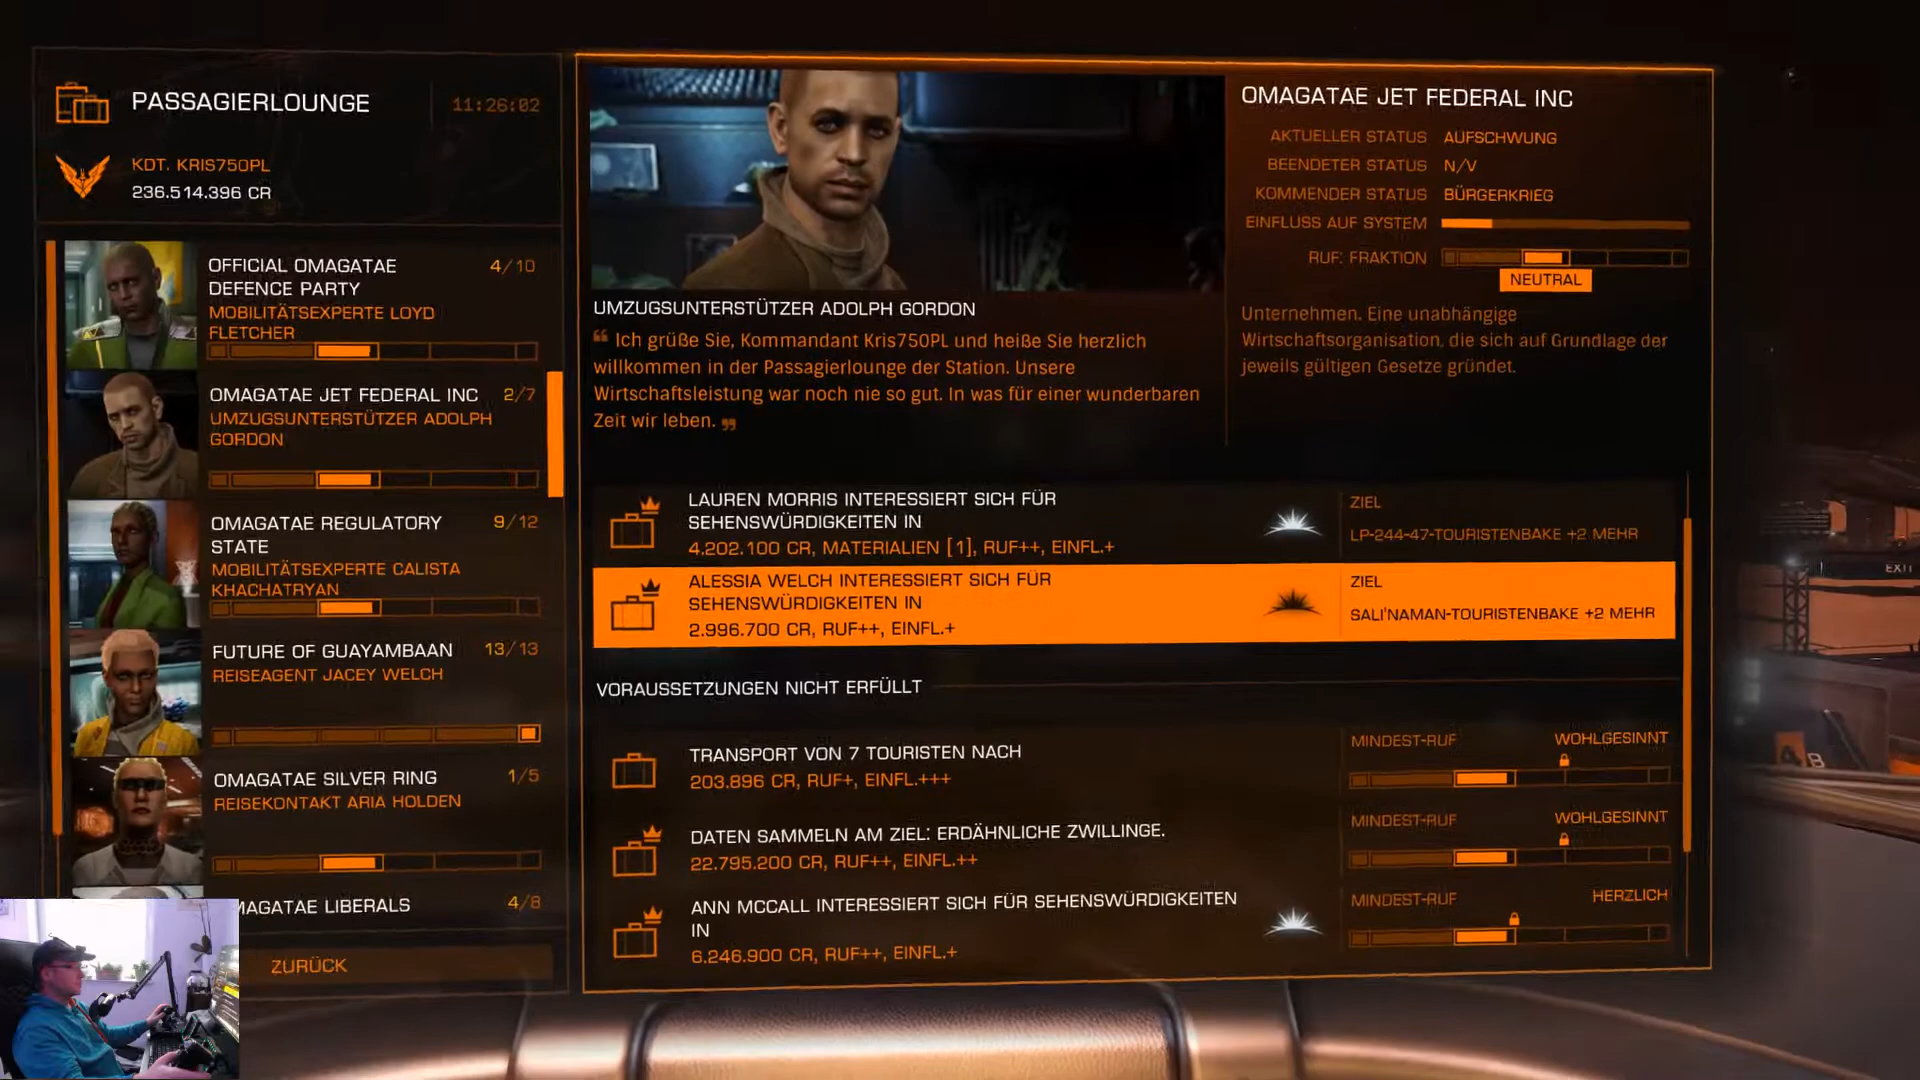 PASSAGIERLOUNGE
11:26:02
KDT. KRIS750PL
236.514.396 CR
OFFICIAL OMAGATAE
DEFENCE PARTY
4/10
MOBILITÄTSEXPERTE LOYD
FLETCHER
OMAGATAE JET FEDERAL INC
2/7
UMZUGSUNTERSTÜTZER ADOLPH
GORDON
OMAGATAE REGULATORY
STATE
9/12
MOBILITÄTSEXPERTE CALISTA
KHACHATRYAN
FUTURE OF GUAYAMBAAN
13/13
REISEAGENT JACEY WELCH
OMAGATAE SILVER RING
1/5
REISEKONTAKT ARIA HOLDEN
MAGATAE LIBERALS
4/8
ZURÜCK
UMZUGSUNTERSTÜTZER ADOLPH GORDON
“ Ich grüße Sie, Kommandant Kris750PL und heiße Sie herzlich
willkommen in der Passagierlounge der Station. Unsere
Wirtschaftsleistung war noch nie so gut. In was für einer wunderbaren
Zeit wir leben. ”
OMAGATAE JET FEDERAL INC
AKTUELLER STATUS AUFSCHWUNG
BEENDETER STATUS N/V
KOMMENDER STATUS BÜRGERKRIEG
EINFLUSS AUF SYSTEM
RUF: FRAKTION
NEUTRAL
Unternehmen. Eine unabhängige
Wirtschaftsorganisation, die sich auf Grundlage der
jeweils gültigen Gesetze gründet.
LAUREN MORRIS INTERESSIERT SICH FÜR
SEHENSWÜRDIGKEITEN IN
4.202.100 CR, MATERIALIEN [1], RUF++, EINFL.+
ZIEL
LP-244-47-TOURISTENBAKE +2 MEHR
ALESSIA WELCH INTERESSIERT SICH FÜR
SEHENSWÜRDIGKEITEN IN
2.996.700 CR, RUF++, EINFL.+
ZIEL
SALI'NAMAN-TOURISTENBAKE +2 MEHR
VORAUSSETZUNGEN NICHT ERFÜLLT
TRANSPORT VON 7 TOURISTEN NACH
203.896 CR, RUF+, EINFL.+++
MINDEST-RUF WOHLGESINNT
DATEN SAMMELN AM ZIEL: ERDÄHNLICHE ZWILLINGE.
22.795.200 CR, RUF++, EINFL.++
MINDEST-RUF WOHLGESINNT
ANN MCCALL INTERESSIERT SICH FÜR SEHENSWÜRDIGKEITEN
IN
6.246.900 CR, RUF++, EINFL.+
MINDEST-RUF HERZLICH
EXIT
A B